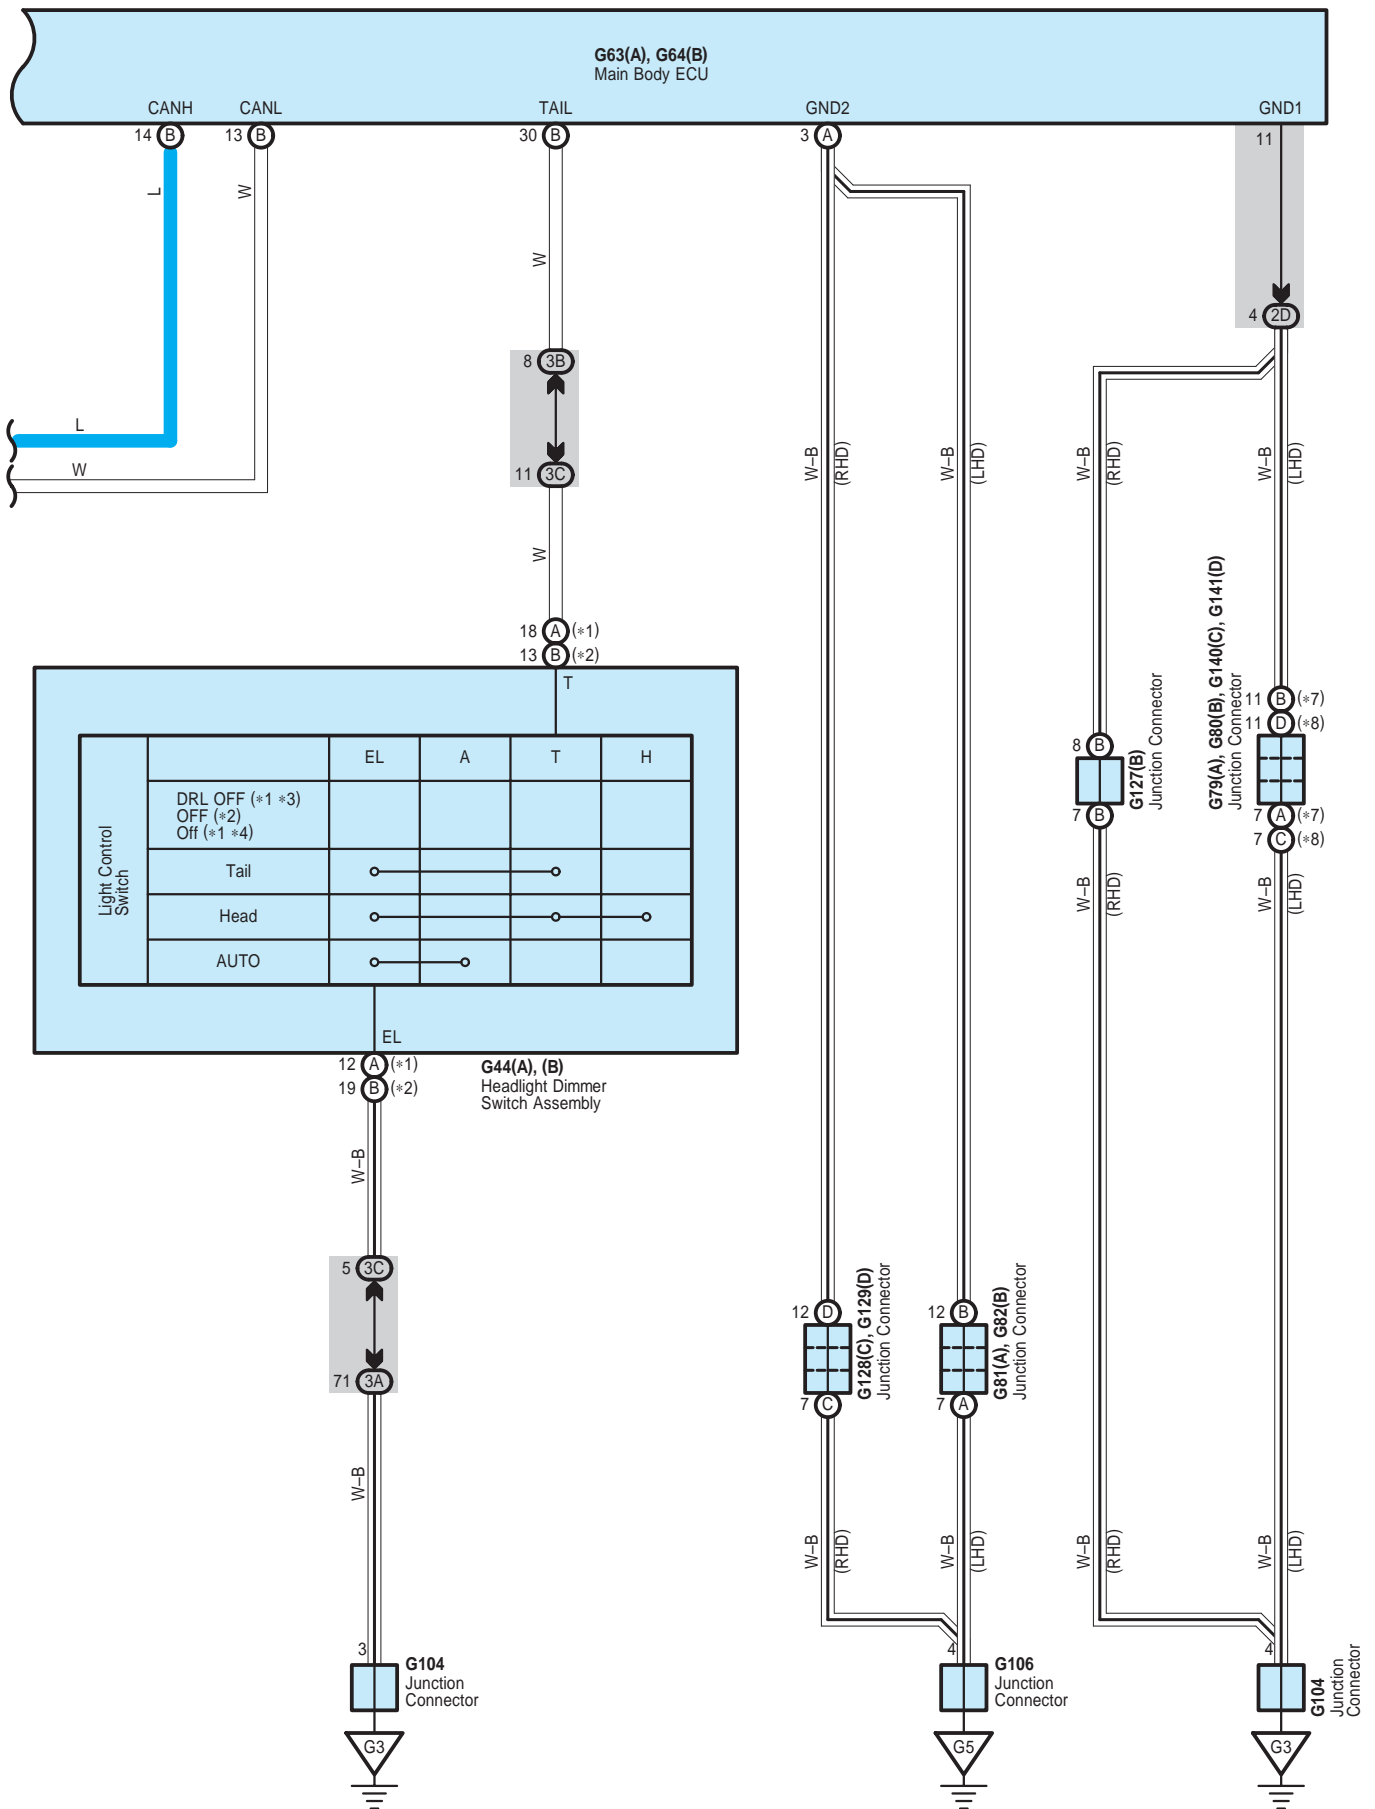 G63(A), G64(B)
Main Body ECU
CANH
CANL
TAIL
GND2
GND1
14 B
13 B
30 B
3 A
11
L
W
W
4 2D
8 3B
L
W
11 3C
W–B
(RHD)
W–B
(LHD)
W–B
(RHD)
W–B
(LHD)
W
18 A (*1)
13 B (*2)
T
G79(A), G80(B), G140(C), G141(D)
Junction Connector
11 B (*7)
11 D (*8)
7 A (*7)
7 C (*8)
8 B
G127(B)
Junction Connector
7 B
Light Control
Switch
EL A T H
DRL OFF (*1 *3)
OFF (*2)
Off (*1 *4)
Tail
Head
AUTO
W–B
(RHD)
W–B
(LHD)
EL
12 A (*1)
19 B (*2)
G44(A), (B)
Headlight Dimmer
Switch Assembly
W–B
5 3C
71 3A
12 D
G128(C), G129(D)
Junction Connector
7 C
12 B
G81(A), G82(B)
Junction Connector
7 A
W–B
W–B
(RHD)
W–B
(LHD)
W–B
(RHD)
W–B
(LHD)
3
G104
Junction
Connector
G3
4
G106
Junction
Connector
G5
4
G104
Junction
Connector
G3